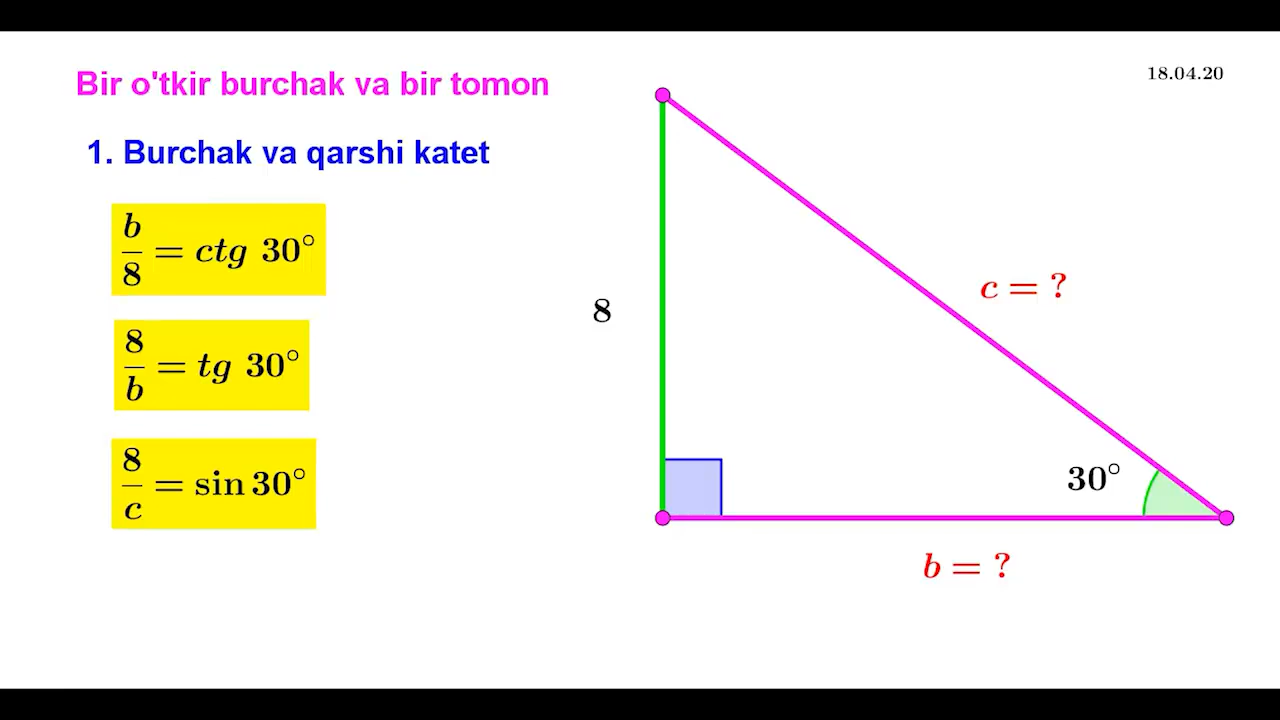 Bir o'tkir burchak va bir tomon
18.04.20
1. Burchak va qarshi katet
b/8 = ctg 30°
8/b = tg 30°
8/c = sin 30°
8
c = ?
30°
b = ?